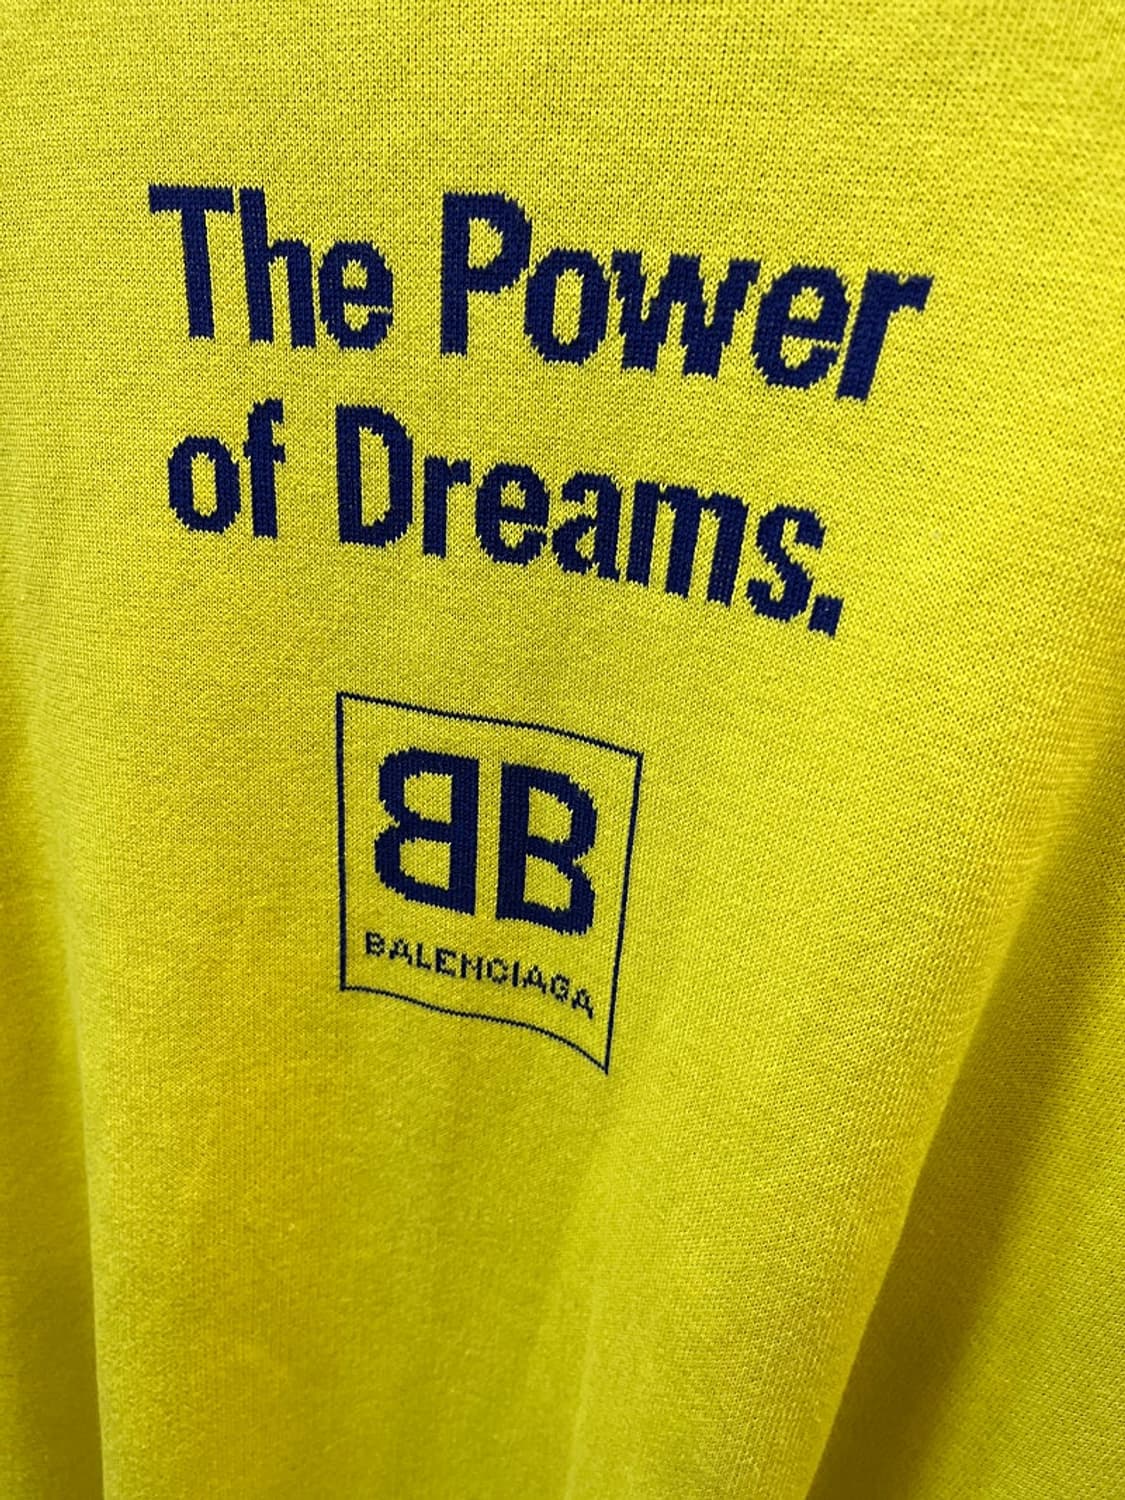 The Power
of Dreams.
BB
BALENCIAGA